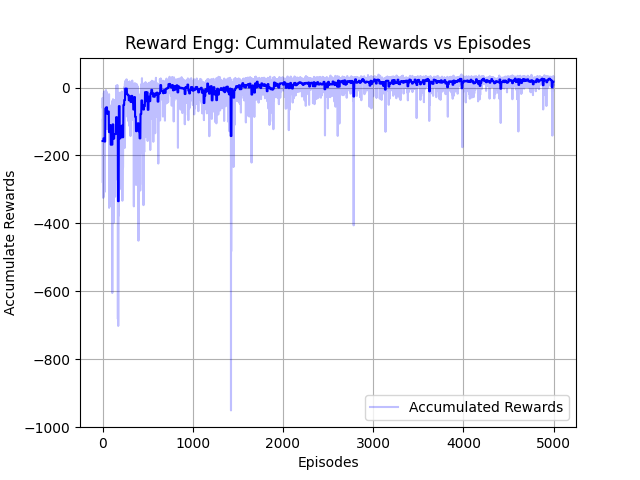 Reward Engg: Cummulated Rewards vs Episodes
Accumulate Rewards
0
−200
−400
−600
−800
−1000
0 1000 2000 3000 4000 5000
Episodes
Accumulated Rewards